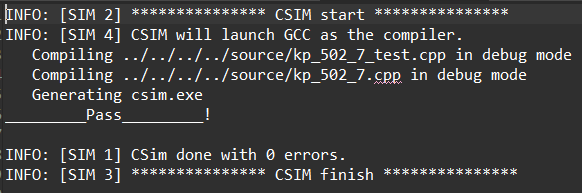 INFO: [SIM 2] *************** CSIM start ***************
INFO: [SIM 4] CSIM will launch GCC as the compiler.
   Compiling ../../../../source/kp_502_7_test.cpp in debug mode
   Compiling ../../../../source/kp_502_7.cpp in debug mode
   Generating csim.exe
_________Pass_________!
INFO: [SIM 1] CSim done with 0 errors.
INFO: [SIM 3] *************** CSIM finish ***************